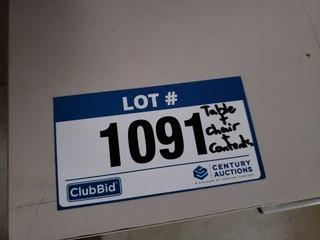 LOT #
1091
Table
+
Chair
+
Contents
ClubBid
CENTURY
AUCTIONS